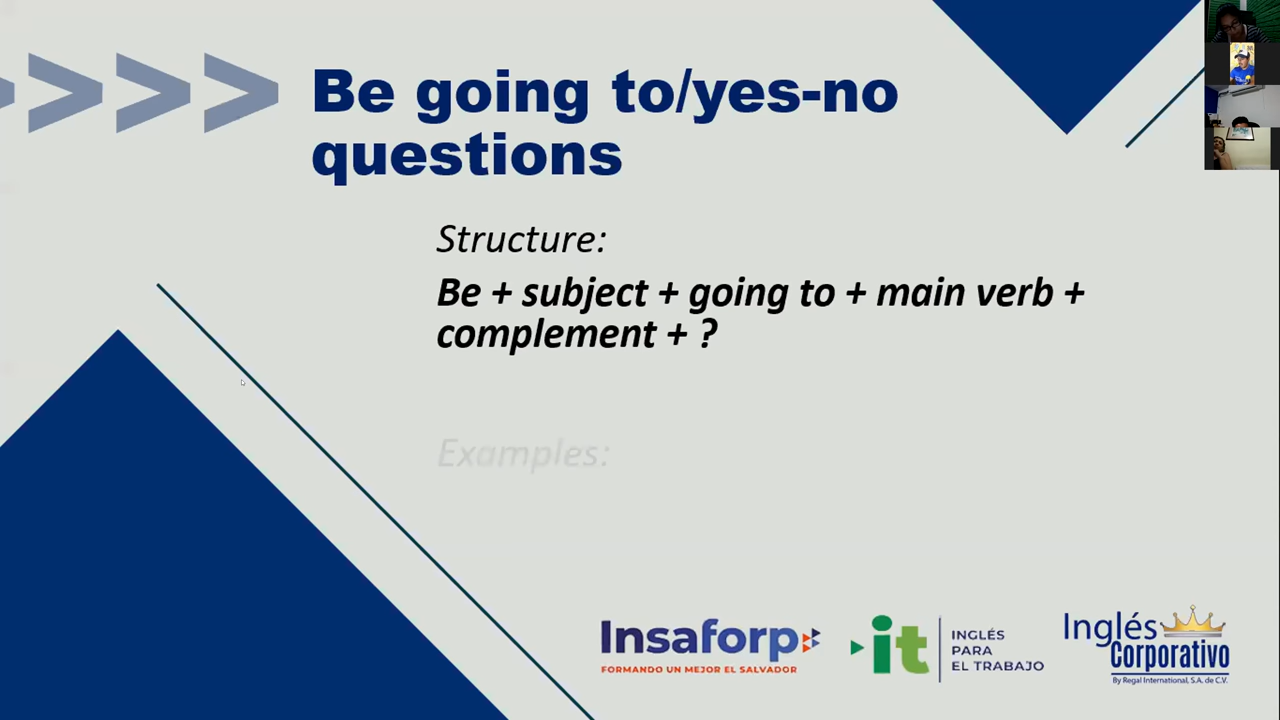 Be going to/yes-no
questions
Structure:
Be + subject + going to + main verb +
complement + ?
Examples:
Insaforp
FORMANDO UN MEJOR EL SALVADOR
it
INGLÉS
PARA
EL TRABAJO
Inglés
Corporativo
By Regal International, S.A. de C.V.